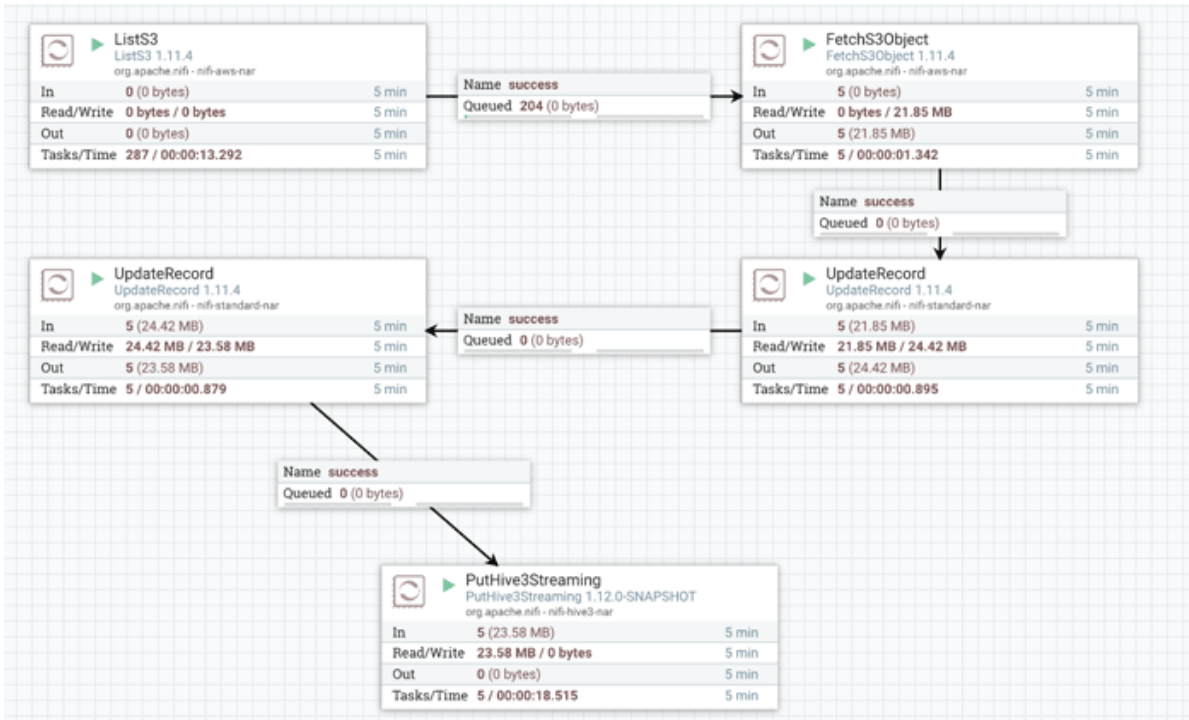 ListS3
ListS3 1.11.4
org.apache.nifi - nifi-aws-nar
In 0 (0 bytes) 5 min
Read/Write 0 bytes / 0 bytes 5 min
Out 0 (0 bytes) 5 min
Tasks/Time 287 / 00:00:13.292 5 min
Name success
Queued 204 (0 bytes)
FetchS3Object
FetchS3Object 1.11.4
org.apache.nifi - nifi-aws-nar
In 5 (0 bytes) 5 min
Read/Write 0 bytes / 21.85 MB 5 min
Out 5 (21.85 MB) 5 min
Tasks/Time 5 / 00:00:01.342 5 min
Name success
Queued 0 (0 bytes)
UpdateRecord
UpdateRecord 1.11.4
org.apache.nifi - nifi-standard-nar
In 5 (21.85 MB) 5 min
Read/Write 21.85 MB / 24.42 MB 5 min
Out 5 (24.42 MB) 5 min
Tasks/Time 5 / 00:00:00.895 5 min
Name success
Queued 0 (0 bytes)
UpdateRecord
UpdateRecord 1.11.4
org.apache.nifi - nifi-standard-nar
In 5 (24.42 MB) 5 min
Read/Write 24.42 MB / 23.58 MB 5 min
Out 5 (23.58 MB) 5 min
Tasks/Time 5 / 00:00:00.879 5 min
Name success
Queued 0 (0 bytes)
PutHive3Streaming
PutHive3Streaming 1.12.0-SNAPSHOT
org.apache.nifi - nifi-hive3-nar
In 5 (23.58 MB) 5 min
Read/Write 23.58 MB / 0 bytes 5 min
Out 0 (0 bytes) 5 min
Tasks/Time 5 / 00:00:18.515 5 min